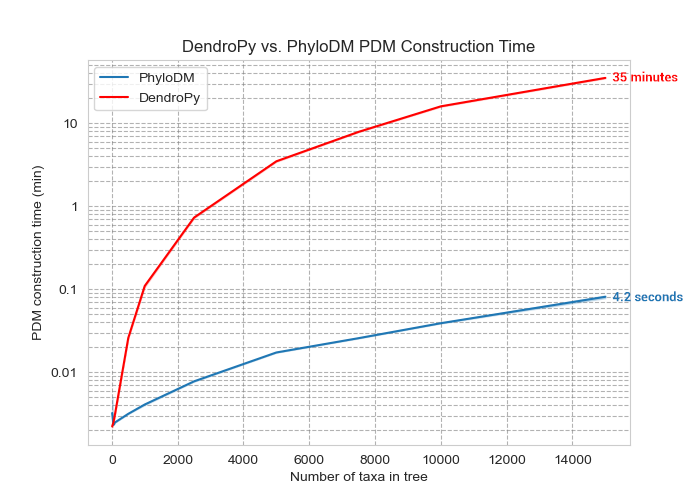 DendroPy vs. PhyloDM PDM Construction Time
PhyloDM
DendroPy
35 minutes
4.2 seconds
PDM construction time (min)
10
1
0.1
0.01
0
2000
4000
6000
8000
10000
12000
14000
Number of taxa in tree